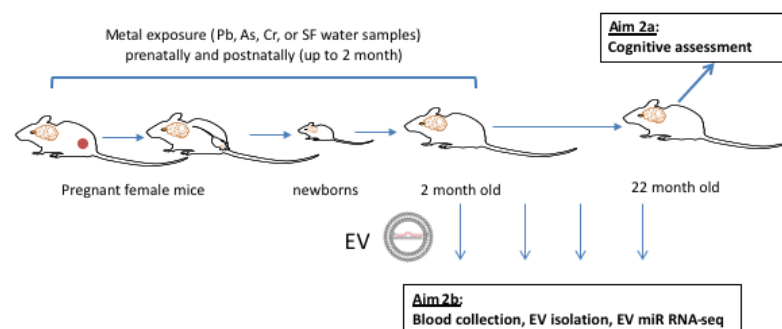 Metal exposure (Pb, As, Cr, or SF water samples)
prenatally and postnatally (up to 2 month)
Aim 2a:
Cognitive assessment
Pregnant female mice
newborns
2 month old
22 month old
EV
Aim 2b:
Blood collection, EV isolation, EV miR RNA-seq